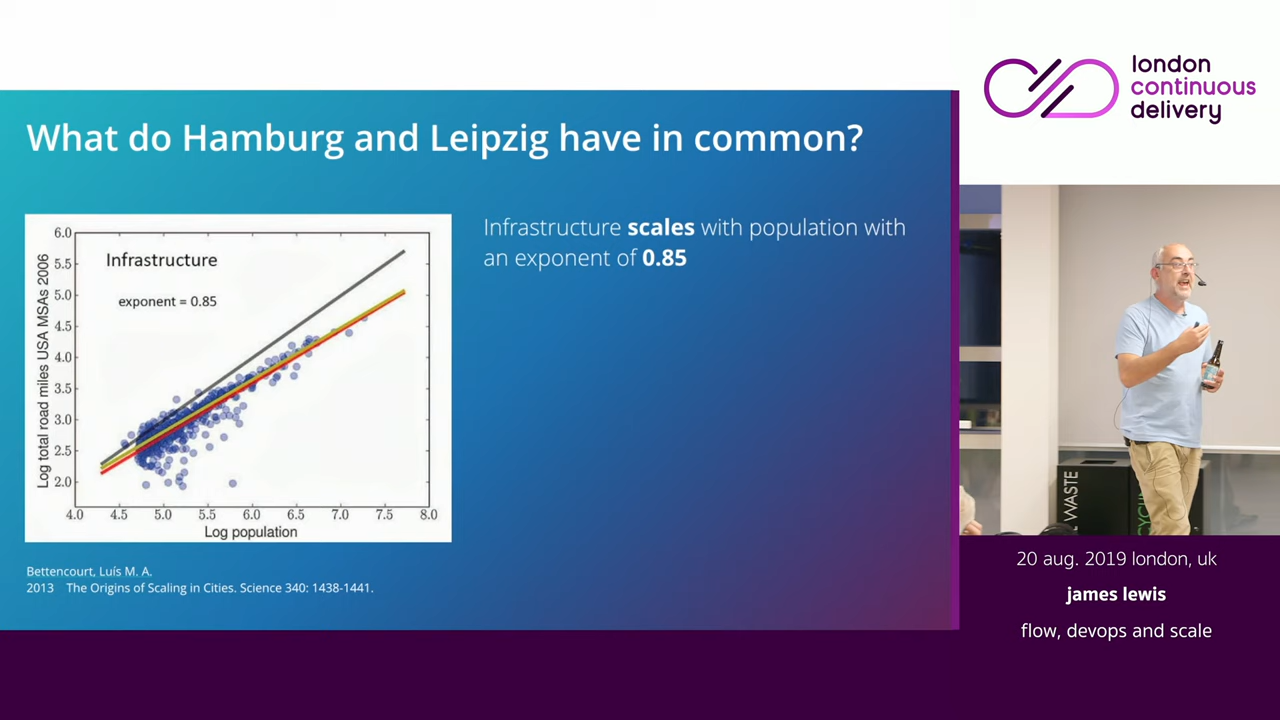 london
continuous
delivery
What do Hamburg and Leipzig have in common?
Infrastructure scales with population with
an exponent of 0.85
Infrastructure
exponent = 0.85
Log total road miles USA MSAs 2006
6.0
5.5
5.0
4.5
4.0
3.5
3.0
2.5
2.0
4.0 4.5 5.0 5.5 6.0 6.5 7.0 7.5 8.0
Log population
Bettencourt, Luís M. A.
2013 The Origins of Scaling in Cities. Science 340: 1438-1441.
WASTE
20 aug. 2019 london, uk
james lewis
flow, devops and scale